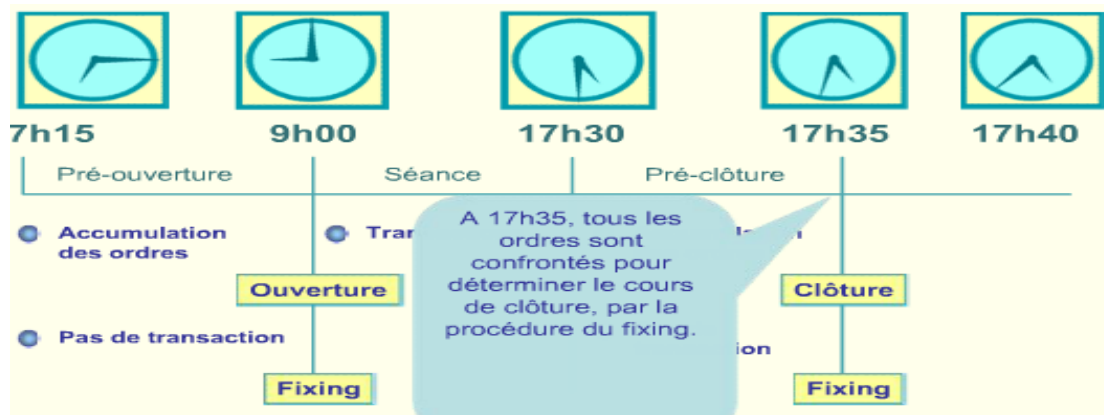 7h15 9h00 17h30 17h35 17h40
Pré-ouverture Séance Pré-clôture
Accumulation
des ordres
Ouverture
Pas de transaction
Fixing
A 17h35, tous les
ordres sont
confrontés pour
déterminer le cours
de clôture, par la
procédure du fixing.
Clôture
Fixing